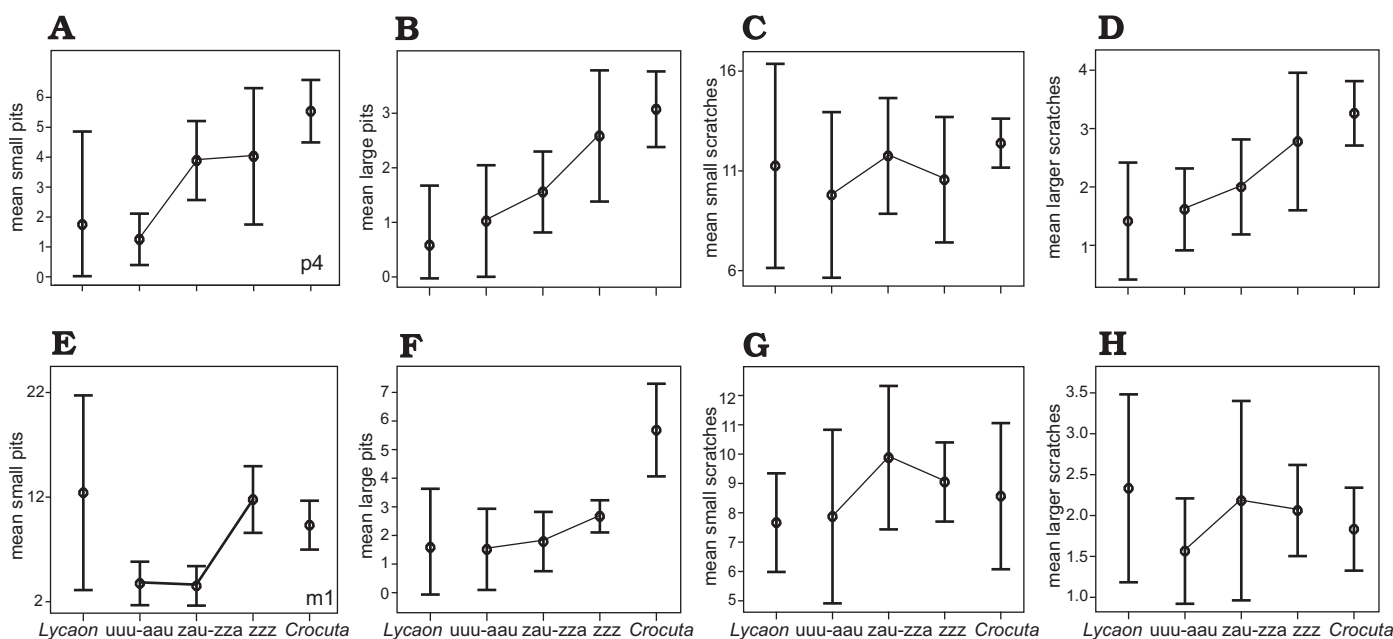 A
mean small pits
6
5
4
3
2
1
0
p4
B
mean large pits
3
2
1
0
C
mean small scratches
16
11
6
D
mean larger scratches
4
3
2
1
E
mean small pits
22
12
2
m1
Lycaon uuu-aau zau-zza zzz Crocuta
F
mean large pits
7
6
5
4
3
2
1
0
Lycaon uuu-aau zau-zza zzz Crocuta
G
mean small scratches
12
11
10
9
8
7
6
5
Lycaon uuu-aau zau-zza zzz Crocuta
H
mean larger scratches
3.5
3.0
2.5
2.0
1.5
1.0
Lycaon uuu-aau zau-zza zzz Crocuta